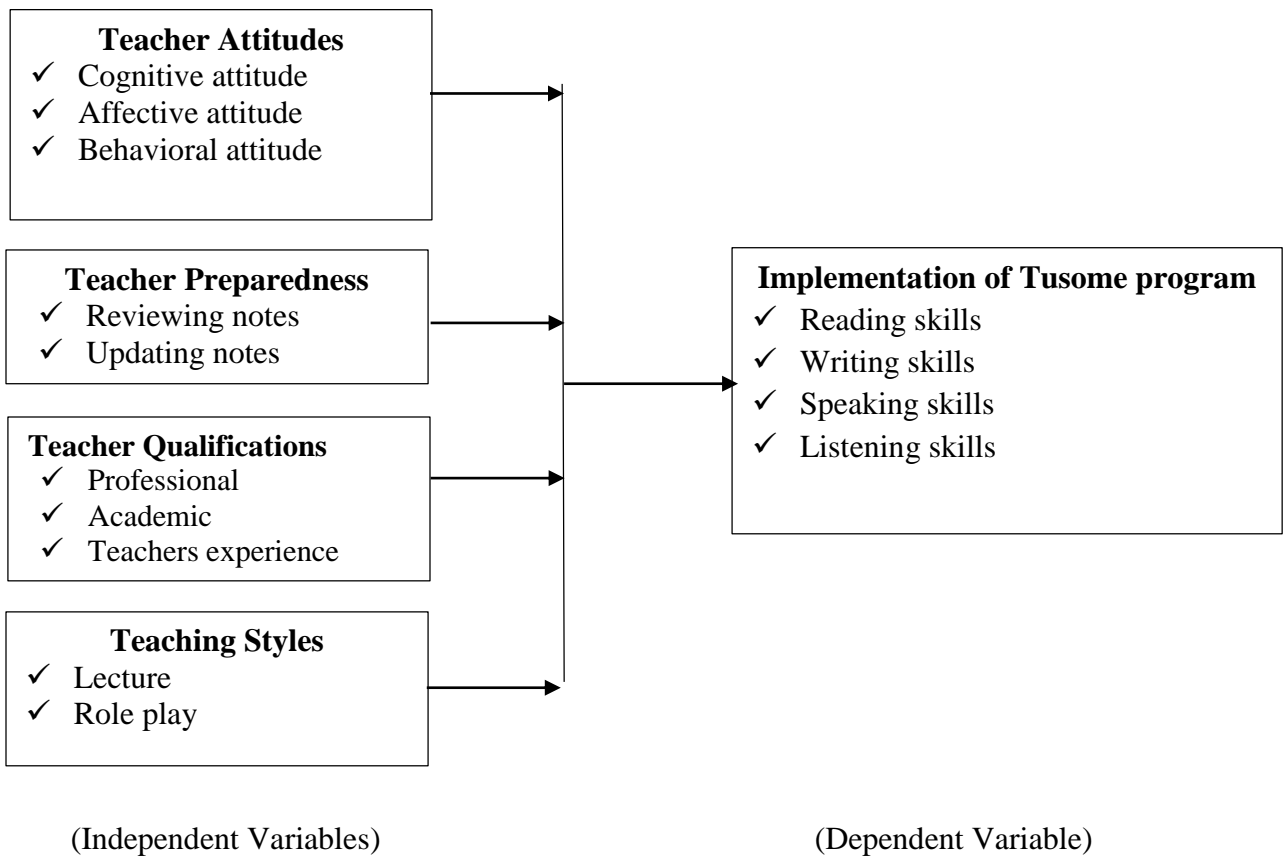 Teacher Attitudes
✓ Cognitive attitude
✓ Affective attitude
✓ Behavioral attitude
Teacher Preparedness
✓ Reviewing notes
✓ Updating notes
Teacher Qualifications
✓ Professional
✓ Academic
✓ Teachers experience
Teaching Styles
✓ Lecture
✓ Role play
(Independent Variables)
Implementation of Tusome program
✓ Reading skills
✓ Writing skills
✓ Speaking skills
✓ Listening skills
(Dependent Variable)